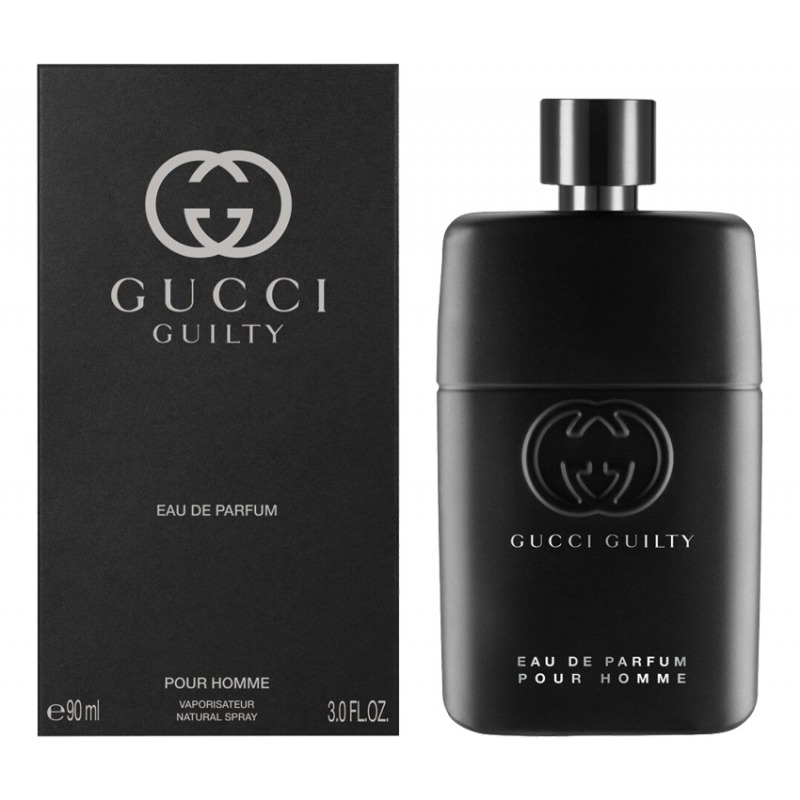 GUCCI
GUILTY
EAU DE PARFUM
POUR HOMME
VAPORISATEUR
NATURAL SPRAY
℮90 ml
3.0 FL.OZ.
GUCCI GUILTY
EAU DE PARFUM
POUR HOMME